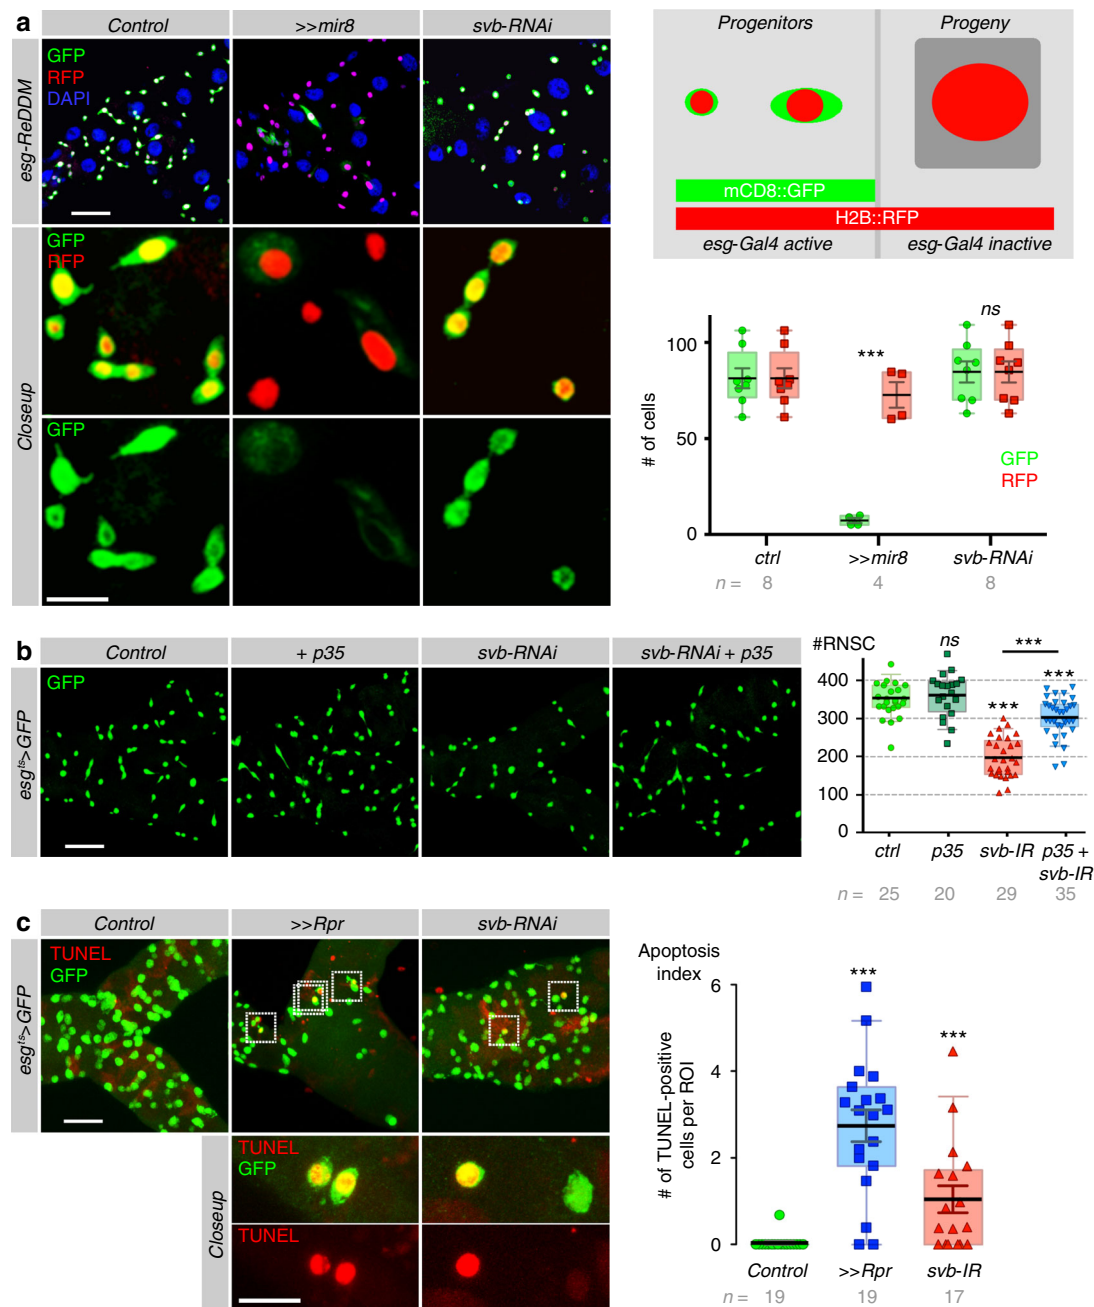 a
Control
>>mir8
svb-RNAi
esg-ReDDM
GFP
RFP
DAPI
Closeup
GFP
RFP
GFP
Progenitors
Progeny
mCD8::GFP
H2B::RFP
esg-Gal4 active
esg-Gal4 inactive
# of cells
100
50
0
***
ns
GFP
RFP
ctrl
>>mir8
svb-RNAi
n = 8 4 8
b
Control
+ p35
svb-RNAi
svb-RNAi + p35
esgts>GFP
GFP
#RNSC
ns
***
***
***
400
300
200
100
0
ctrl
p35
svb-IR
p35 +
svb-IR
n = 25 20 29 35
c
Control
>>Rpr
svb-RNAi
esgts>GFP
TUNEL
GFP
Closeup
TUNEL
GFP
TUNEL
Apoptosis
index
# of TUNEL-positive
cells per ROI
6
4
2
0
***
***
Control
>>Rpr
svb-IR
n = 19 19 17